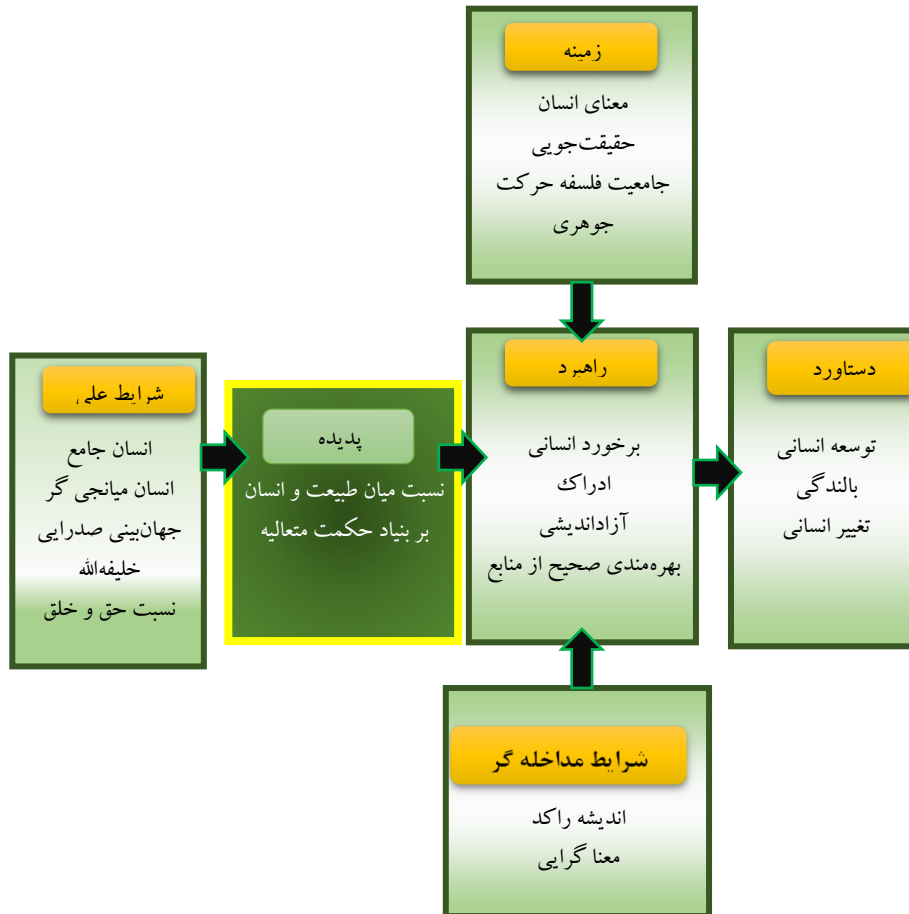 زمینه
معنای انسان
حقیقت‌جویی
جامعیت فلسفه حرکت
جوهری
شرایط علی
انسان جامع
انسان میانجی گر
جهان‌بینی صدرایی
خلیفه‌الله
نسبت حق و خلق
پدیده
نسبت میان طبیعت و انسان
بر بنیاد حکمت متعالیه
راهبرد
برخورد انسانی
ادراک
آزاداندیشی
بهره‌مندی صحیح از منابع
دستاورد
توسعه انسانی
بالندگی
تغییر انسانی
شرایط مداخله گر
اندیشه راکد
معنا گرایی